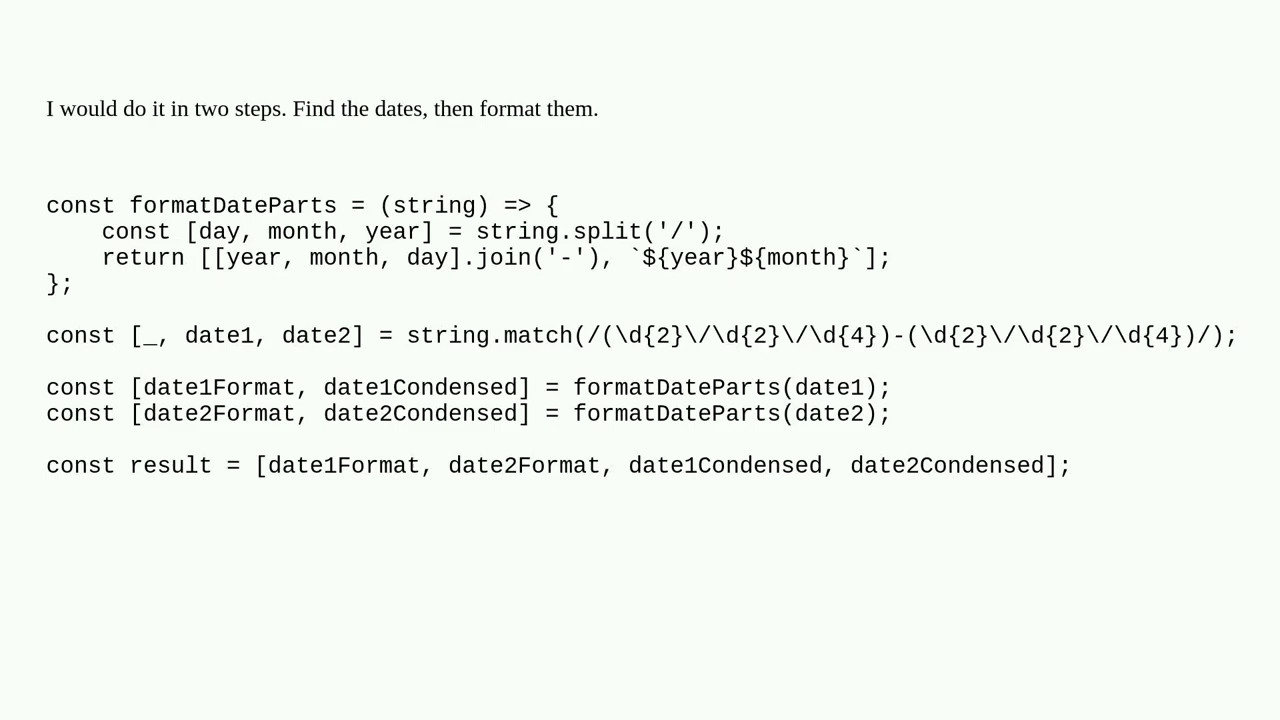 I would do it in two steps. Find the dates, then format them.
const formatDateParts = (string) => {
    const [day, month, year] = string.split('/');
    return [[year, month, day].join('-'), `${year}${month}`];
};
const [_, date1, date2] = string.match(/(\d{2}\/\d{2}\/\d{4})-(\d{2}\/\d{2}\/\d{4})/);
const [date1Format, date1Condensed] = formatDateParts(date1);
const [date2Format, date2Condensed] = formatDateParts(date2);
const result = [date1Format, date2Format, date1Condensed, date2Condensed];